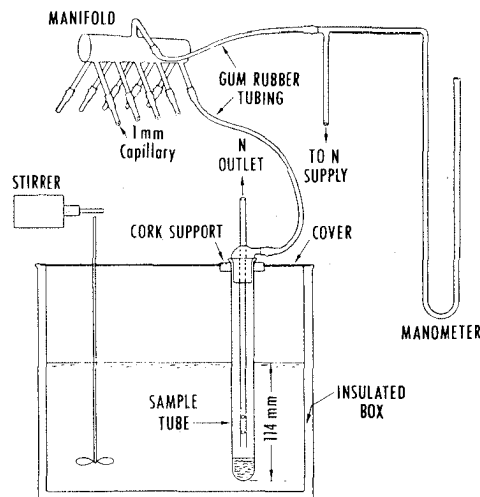 MANIFOLD
GUM RUBBER
TUBING
1 mm
Capillary
N
OUTLET
TO N
SUPPLY
STIRRER
CORK SUPPORT
COVER
MANOMETER
SAMPLE
TUBE
114 mm
INSULATED
BOX